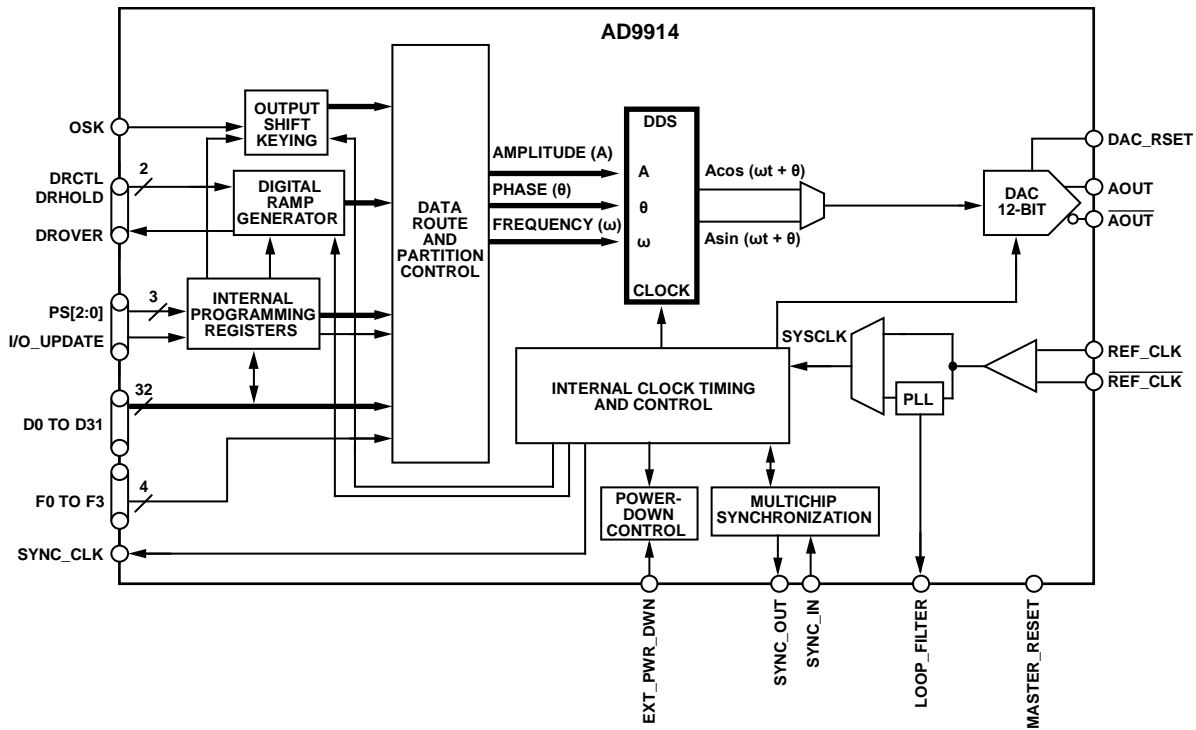 AD9914
OSK
OUTPUT
SHIFT
KEYING
DRCTL
DRHOLD
2
DROVER
DIGITAL
RAMP
GENERATOR
PS[2:0]
3
I/O_UPDATE
INTERNAL
PROGRAMMING
REGISTERS
D0 TO D31
32
F0 TO F3
4
SYNC_CLK
DATA
ROUTE
AND
PARTITION
CONTROL
AMPLITUDE (A)
PHASE (θ)
FREQUENCY (ω)
DDS
A
θ
ω
CLOCK
Acos (ωt + θ)
Asin (ωt + θ)
DAC
12-BIT
DAC_RSET
AOUT
AOUT
SYSCLK
PLL
REF_CLK
REF_CLK
INTERNAL CLOCK TIMING
AND CONTROL
POWER-
DOWN
CONTROL
MULTICHIP
SYNCHRONIZATION
EXT_PWR_DWN
SYNC_OUT
SYNC_IN
LOOP_FILTER
MASTER_RESET